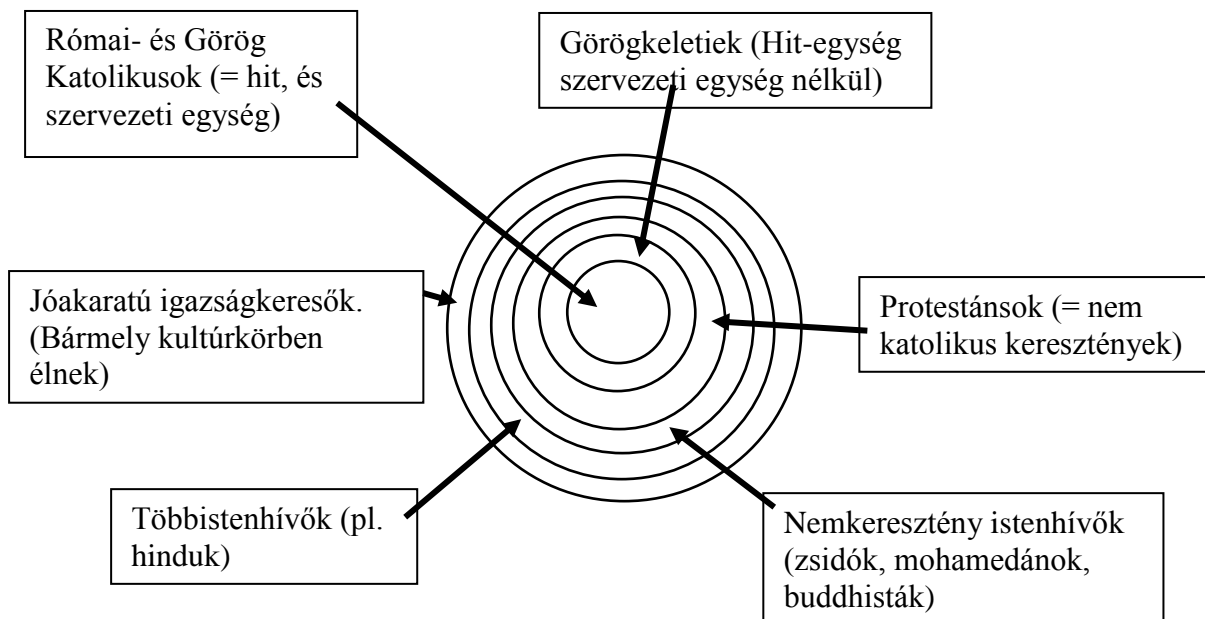 Római- és Görög
Katolikusok (= hit, és
szervezeti egység)
Görögkeletiek (Hit-egység
szervezeti egység nélkül)
Jóakaratú igazságkeresők.
(Bármely kultúrkörben
élnek)
Protestánsok (= nem
katolikus keresztények)
Többistenhívők (pl.
hinduk)
Nemkeresztény istenhívők
(zsidók, mohamedánok,
buddhisták)